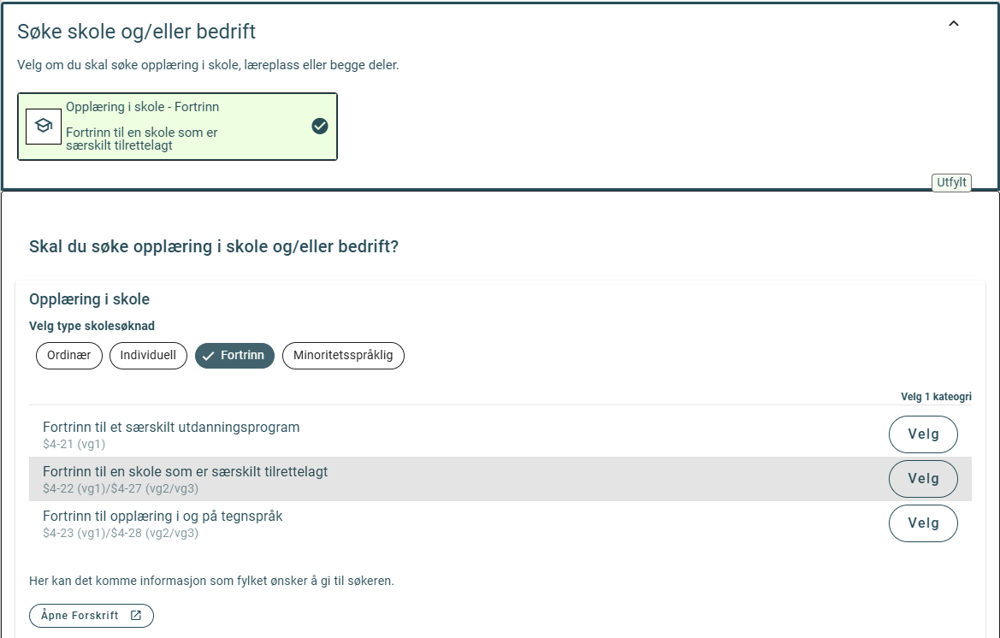 Søke skole og/eller bedrift
Velg om du skal søke opplæring i skole, læreplass eller begge deler.
Opplæring i skole - Fortrinn
Fortrinn til en skole som er
særskilt tilrettelagt
Utfylt
Skal du søke opplæring i skole og/eller bedrift?
Opplæring i skole
Velg type skolesøknad
Ordinær Individuell Fortrinn Minoritetsspråklig
Velg 1 kateogri
Fortrinn til et særskilt utdanningsprogram
$4-21 (vg1)
Velg
Fortrinn til en skole som er særskilt tilrettelagt
$4-22 (vg1)/$4-27 (vg2/vg3)
Velg
Fortrinn til opplæring i og på tegnspråk
$4-23 (vg1)/$4-28 (vg2/vg3)
Velg
Her kan det komme informasjon som fylket ønsker å gi til søkeren.
Åpne Forskrift